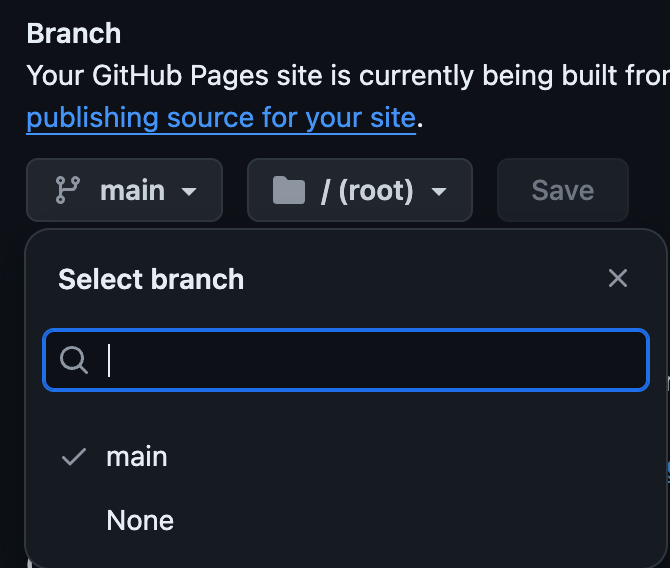 Branch
Your GitHub Pages site is currently being built from
publishing source for your site.
main
/ (root)
Save
Select branch
main
None